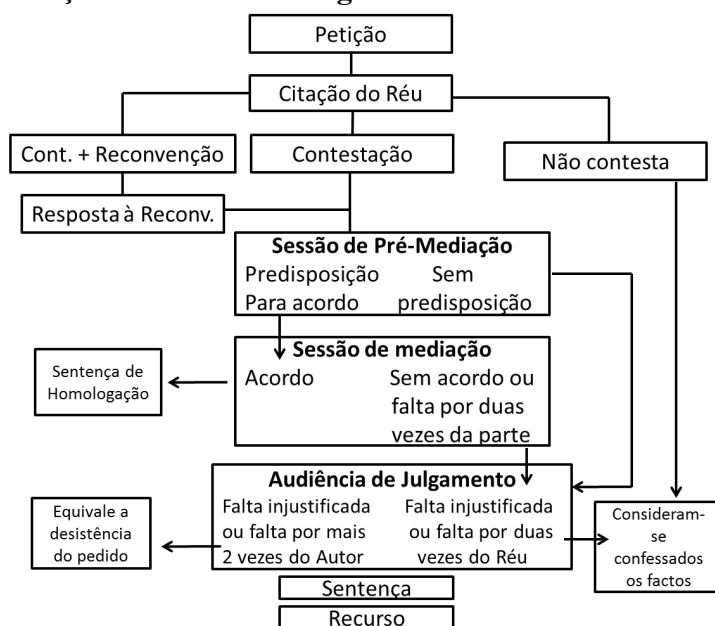 Petição
Citação do Réu
Cont. + Reconvenção
Contestação
Não contesta
Resposta à Reconv.
Sessão de Pré-Mediação
Predisposição Sem
Para acordo predisposição
Sessão de mediação
Acordo Sem acordo ou
falta por duas
vezes da parte
Sentença de
Homologação
Audiência de Julgamento
Falta injustificada Falta injustificada
ou falta por mais ou falta por duas
2 vezes do Autor vezes do Réu
Equivale a
desistência
do pedido
Consideram-
se
confessados
os factos
Sentença
Recurso